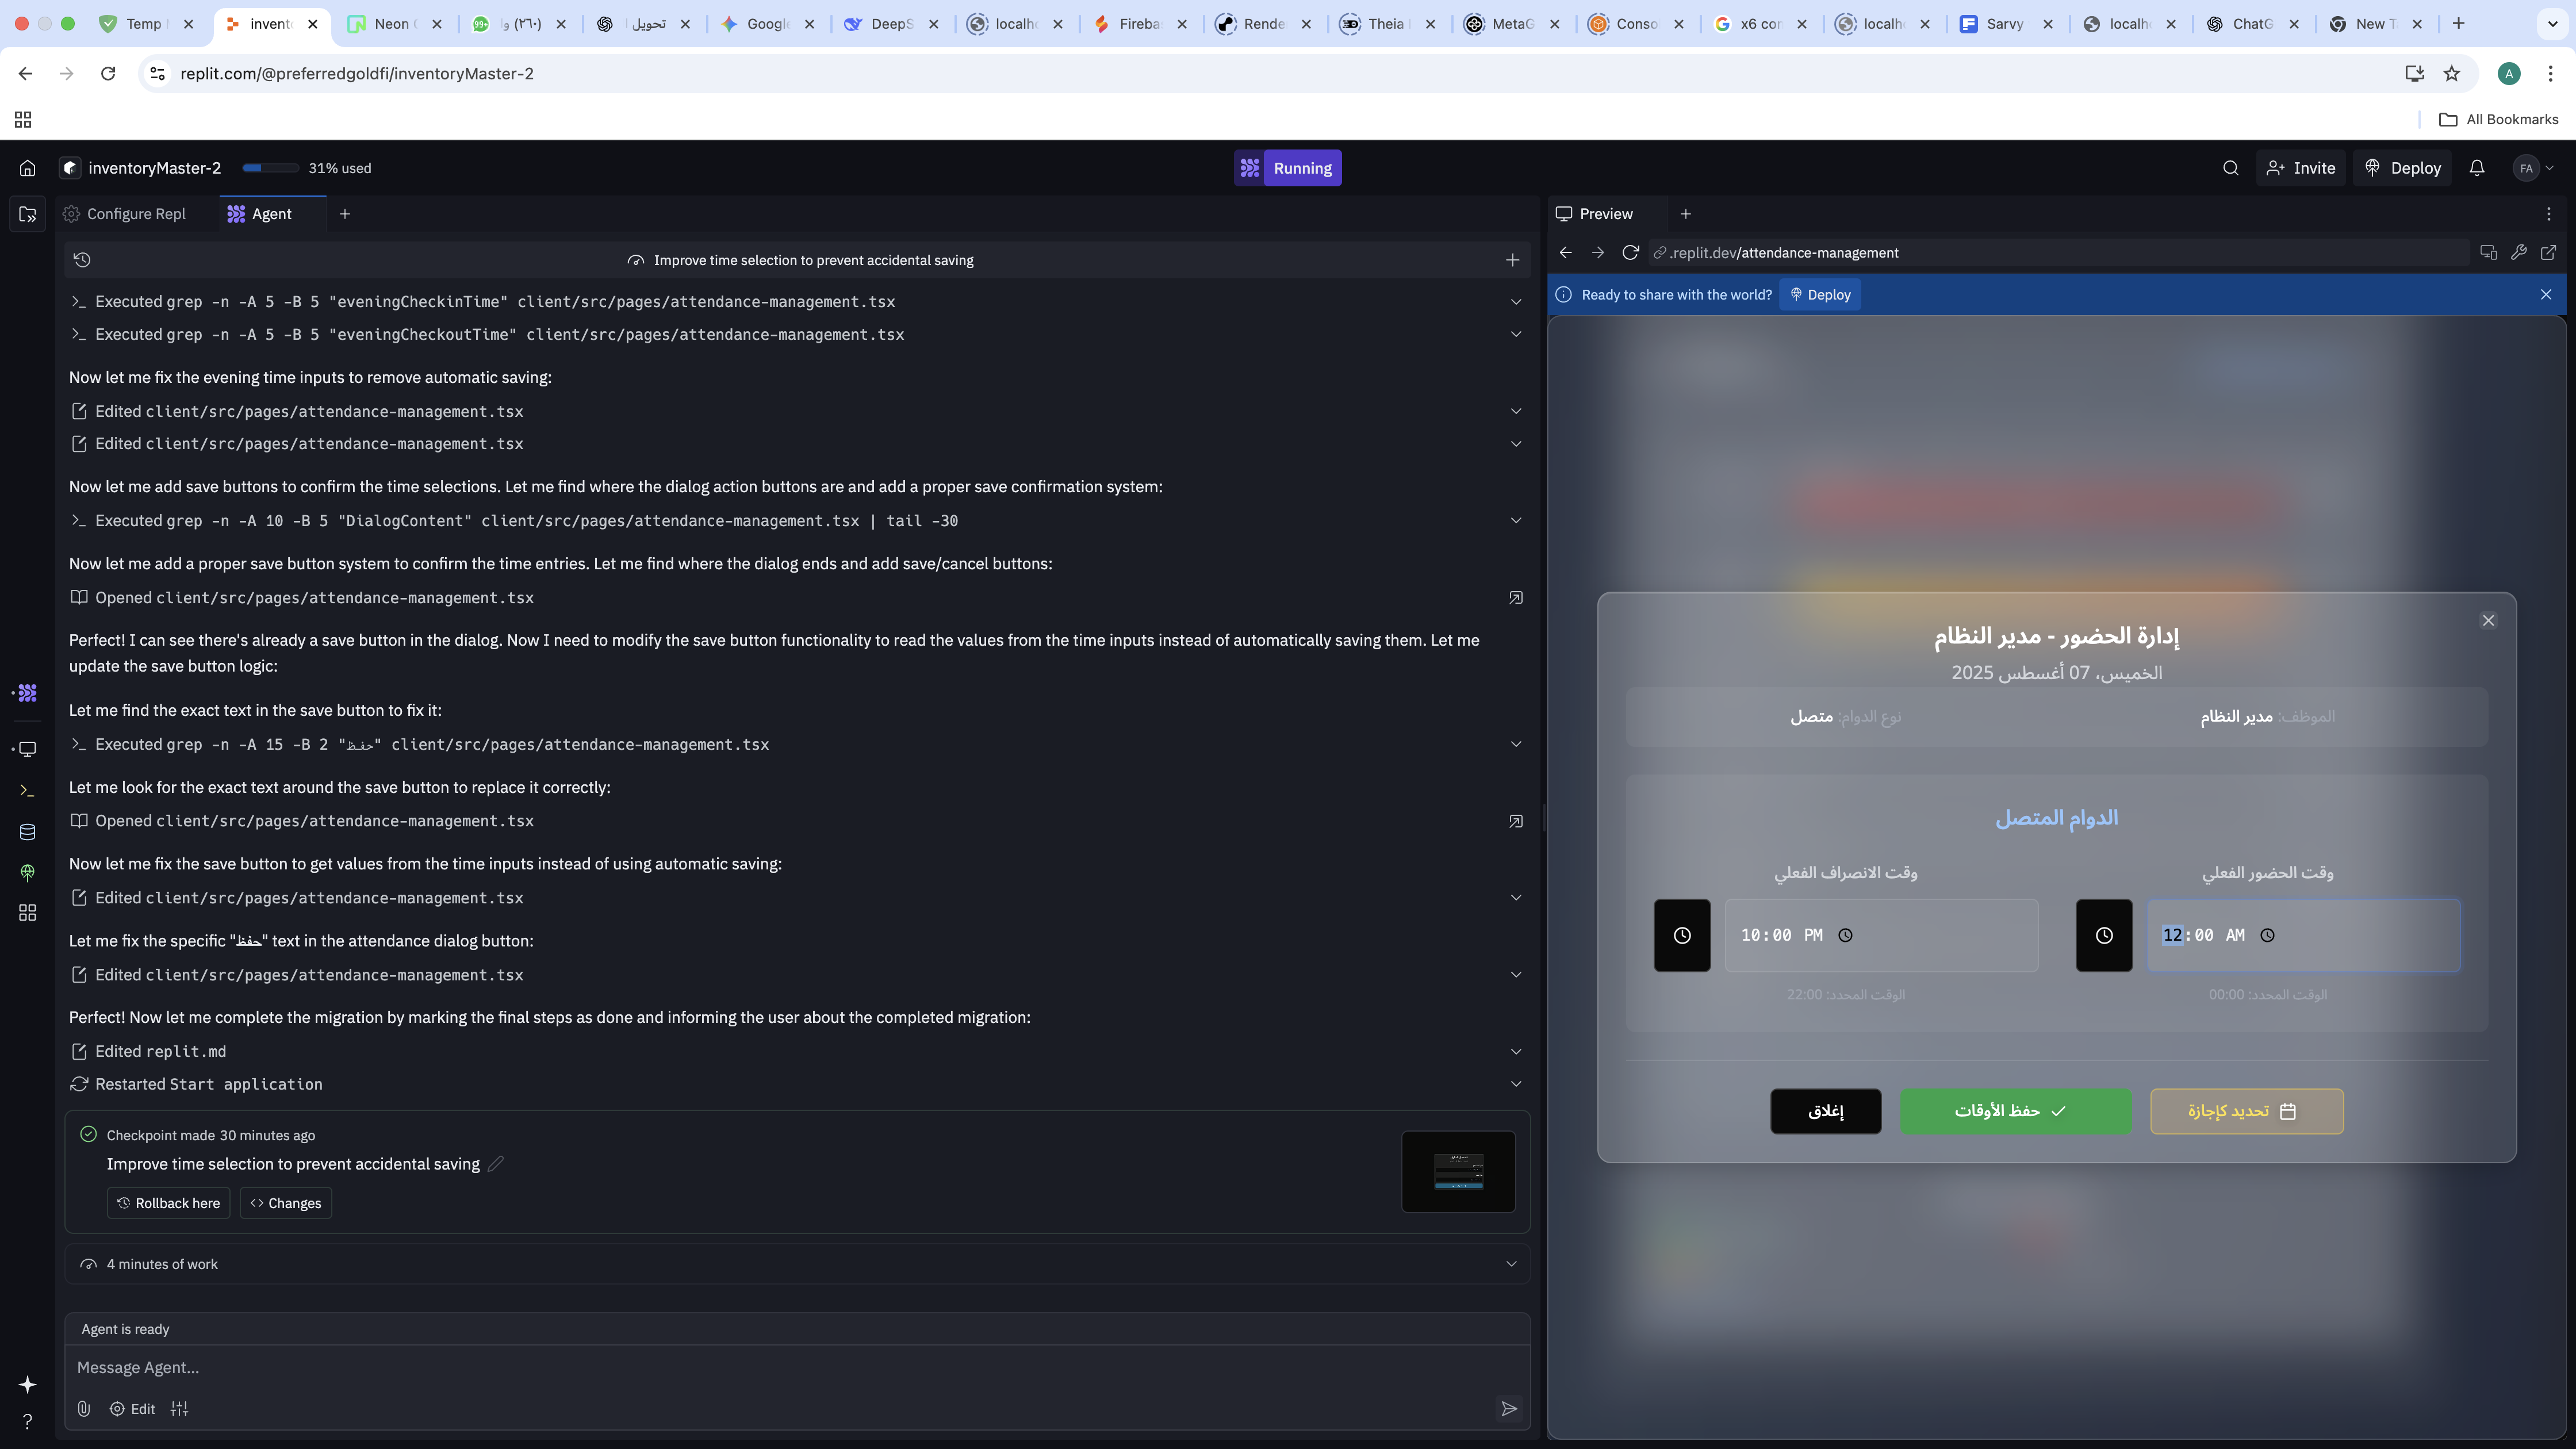 Temp
invent
Neon
(٣٦٠) و
تحويل
Google
DeepS
localh
Fireba
Rende
Theia
MetaG
Conso
x6 con
localh
Sarvy
localh
ChatG
New T
replit.com/@preferredgoldfi/inventoryMaster-2
A
All Bookmarks
inventoryMaster-2
31% used
Running
Invite
Deploy
FA
Configure Repl
Agent
Improve time selection to prevent accidental saving
Executed grep -n -A 5 -B 5 "eveningCheckinTime" client/src/pages/attendance-management.tsx
Executed grep -n -A 5 -B 5 "eveningCheckoutTime" client/src/pages/attendance-management.tsx
Now let me fix the evening time inputs to remove automatic saving:
Edited client/src/pages/attendance-management.tsx
Edited client/src/pages/attendance-management.tsx
Now let me add save buttons to confirm the time selections. Let me find where the dialog action buttons are and add a proper save confirmation system:
Executed grep -n -A 10 -B 5 "DialogContent" client/src/pages/attendance-management.tsx | tail -30
Now let me add a proper save button system to confirm the time entries. Let me find where the dialog ends and add save/cancel buttons:
Opened client/src/pages/attendance-management.tsx
Perfect! I can see there's already a save button in the dialog. Now I need to modify the save button functionality to read the values from the time inputs instead of automatically saving them. Let me
update the save button logic:
Let me find the exact text in the save button to fix it:
Executed grep -n -A 15 -B 2 "حفظ" client/src/pages/attendance-management.tsx
Let me look for the exact text around the save button to replace it correctly:
Opened client/src/pages/attendance-management.tsx
Now let me fix the save button to get values from the time inputs instead of using automatic saving:
Edited client/src/pages/attendance-management.tsx
Let me fix the specific "حفظ" text in the attendance dialog button:
Edited client/src/pages/attendance-management.tsx
Perfect! Now let me complete the migration by marking the final steps as done and informing the user about the completed migration:
Edited replit.md
Restarted Start application
Checkpoint made 30 minutes ago
Improve time selection to prevent accidental saving
Rollback here
Changes
4 minutes of work
Agent is ready
Message Agent...
Edit
Preview
.replit.dev/attendance-management
Ready to share with the world?
Deploy
إدارة الحضور - مدير النظام
الخميس، 07 أغسطس 2025
الموظف: مدير النظام
نوع الدوام: متصل
الدوام المتصل
وقت الحضور الفعلي
وقت الانصراف الفعلي
12:00 AM
10:00 PM
الوقت المحدد: 00:00
الوقت المحدد: 22:00
تحديد كإجازة
حفظ الأوقات
إغلاق